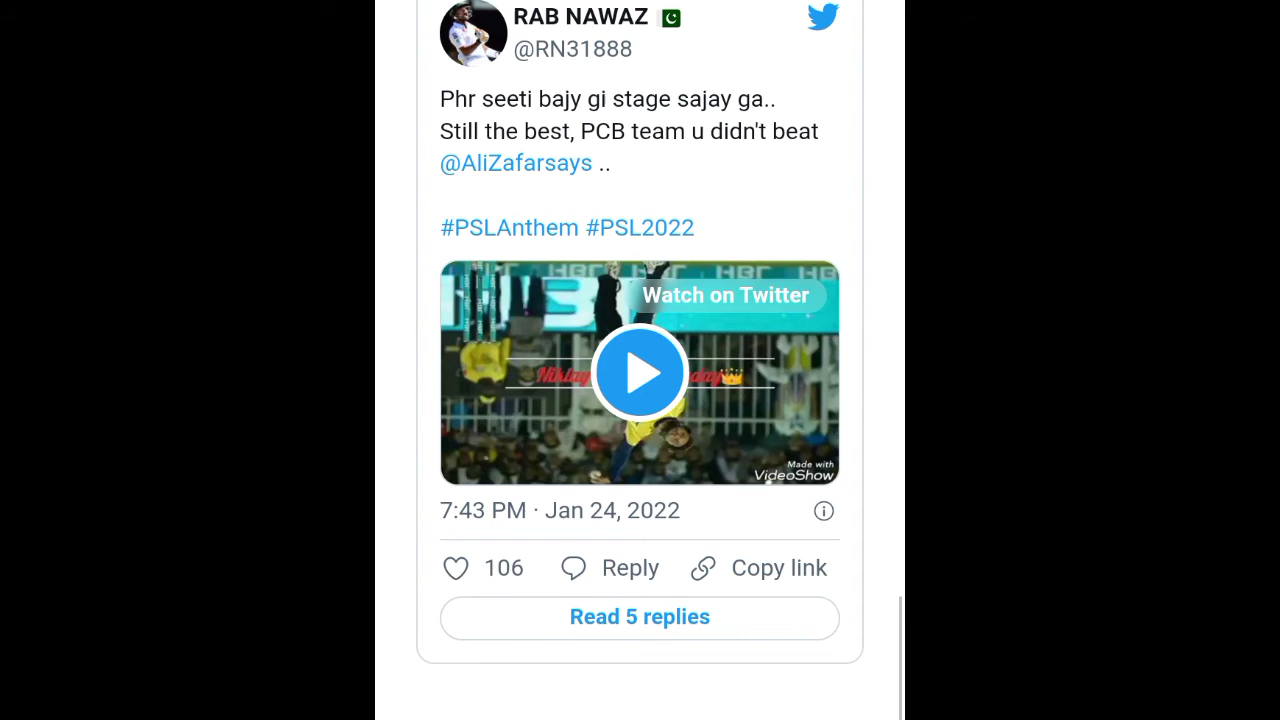 RAB NAWAZ
@RN31888
Phr seeti bajy gi stage sajay ga..
Still the best, PCB team u didn't beat
@AliZafarsays ..
#PSLAnthem #PSL2022
HBL
Watch on Twitter
Made with
VideoShow
7:43 PM · Jan 24, 2022
106 Reply Copy link
Read 5 replies